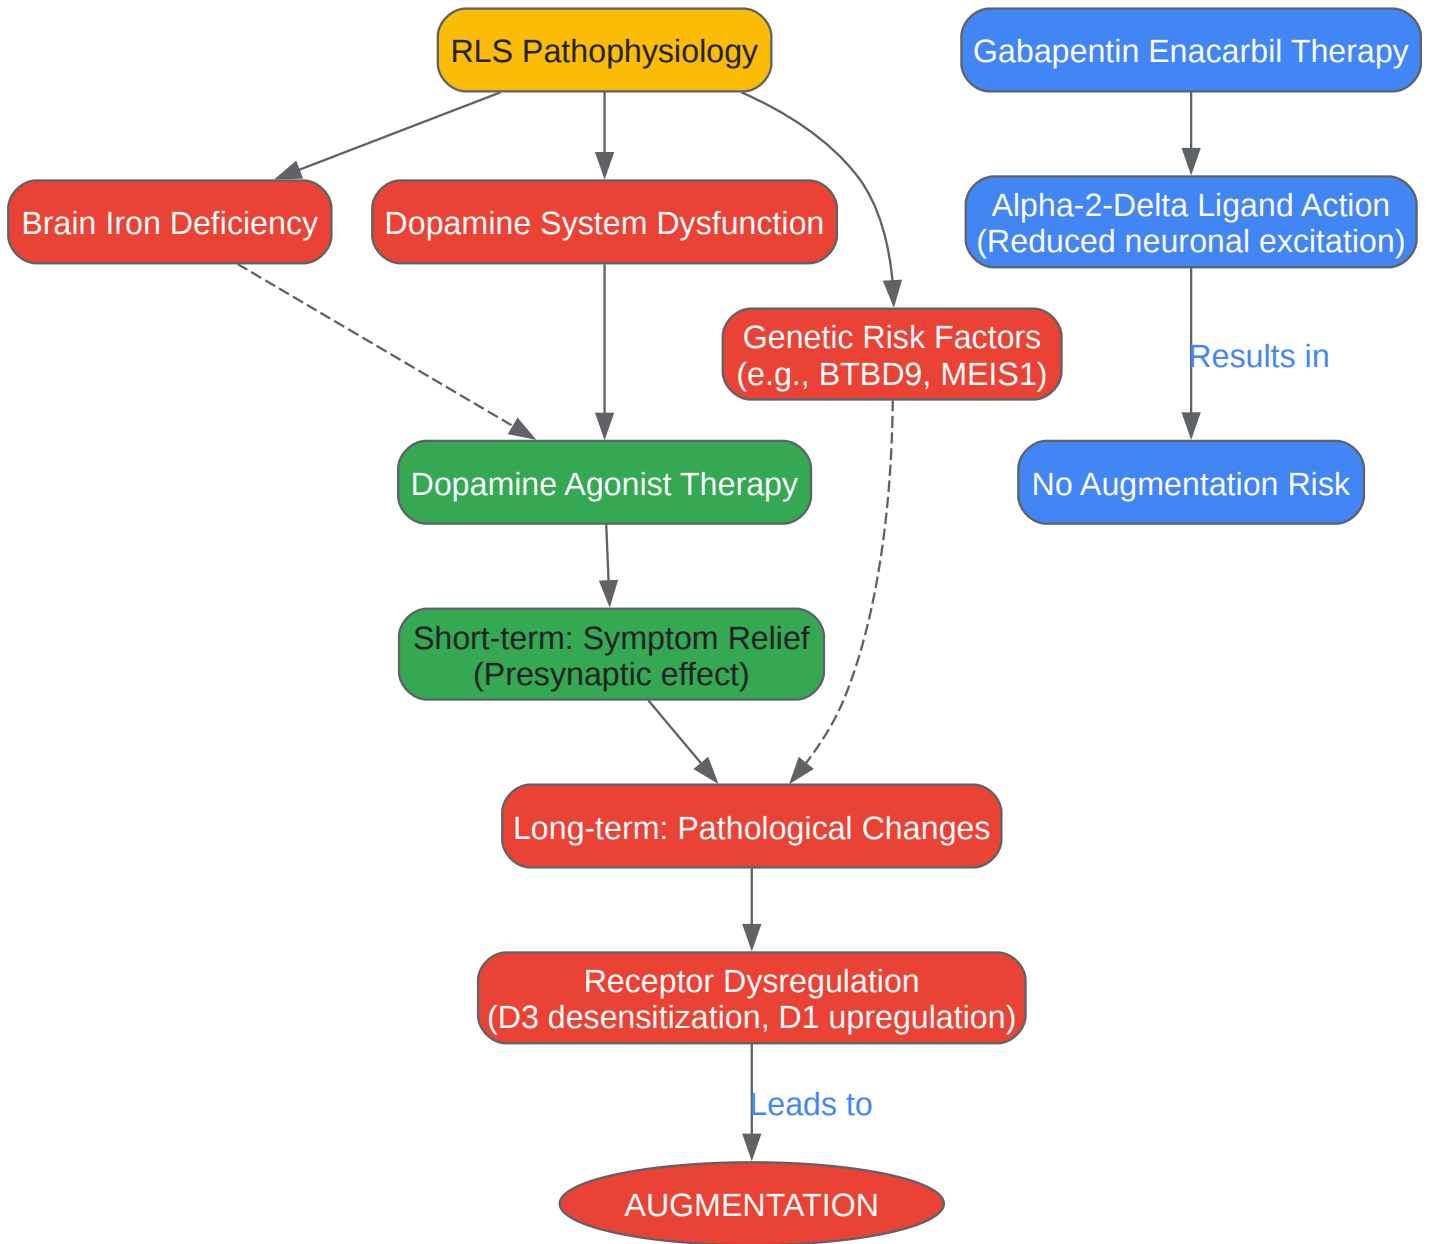 RLS Pathophysiology
Gabapentin Enacarbil Therapy
Brain Iron Deficiency
Dopamine System Dysfunction
Alpha-2-Delta Ligand Action
(Reduced neuronal excitation)
Genetic Risk Factors
(e.g., BTBD9, MEIS1)
Results in
Dopamine Agonist Therapy
No Augmentation Risk
Short-term: Symptom Relief
(Presynaptic effect)
Long-term: Pathological Changes
Receptor Dysregulation
(D3 desensitization, D1 upregulation)
Leads to
AUGMENTATION